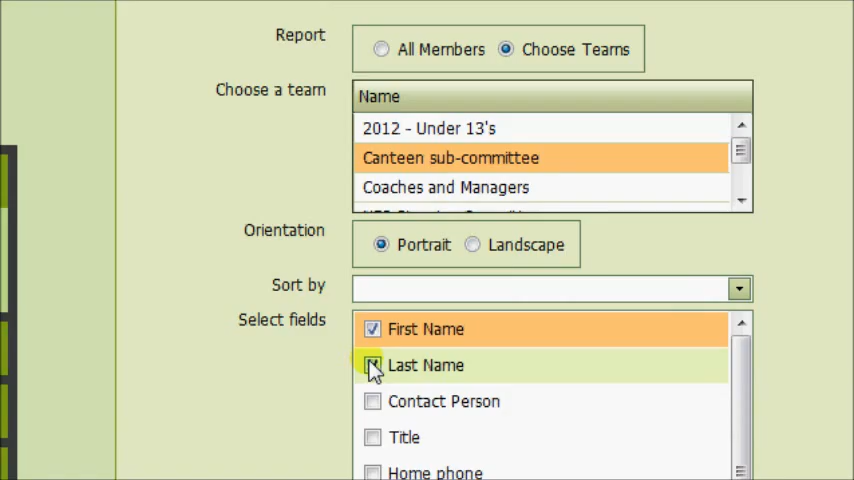 Report
All Members
Choose Teams
Choose a team
Name
2012 - Under 13's
Canteen sub-committee
Coaches and Managers
Orientation
Portrait
Landscape
Sort by
Select fields
First Name
Last Name
Contact Person
Title
Home phone